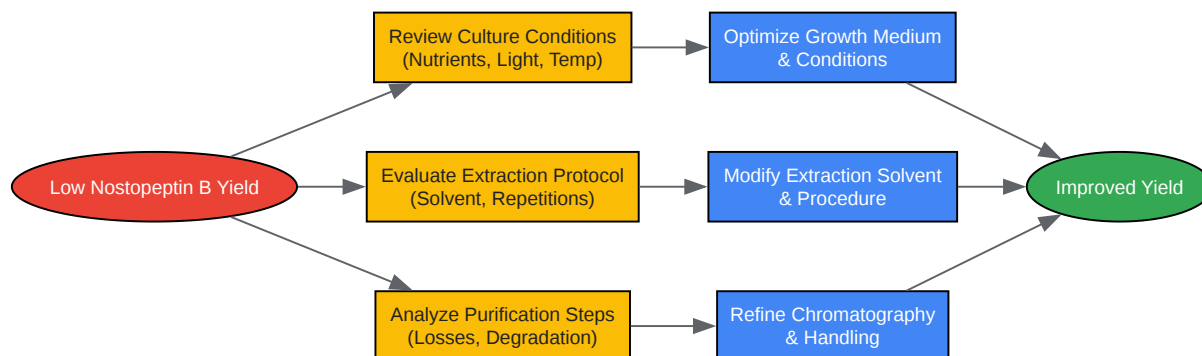 Review Culture Conditions
(Nutrients, Light, Temp)
Optimize Growth Medium
& Conditions
Low Nostopeptin B Yield
Evaluate Extraction Protocol
(Solvent, Repetitions)
Modify Extraction Solvent
& Procedure
Improved Yield
Analyze Purification Steps
(Losses, Degradation)
Refine Chromatography
& Handling